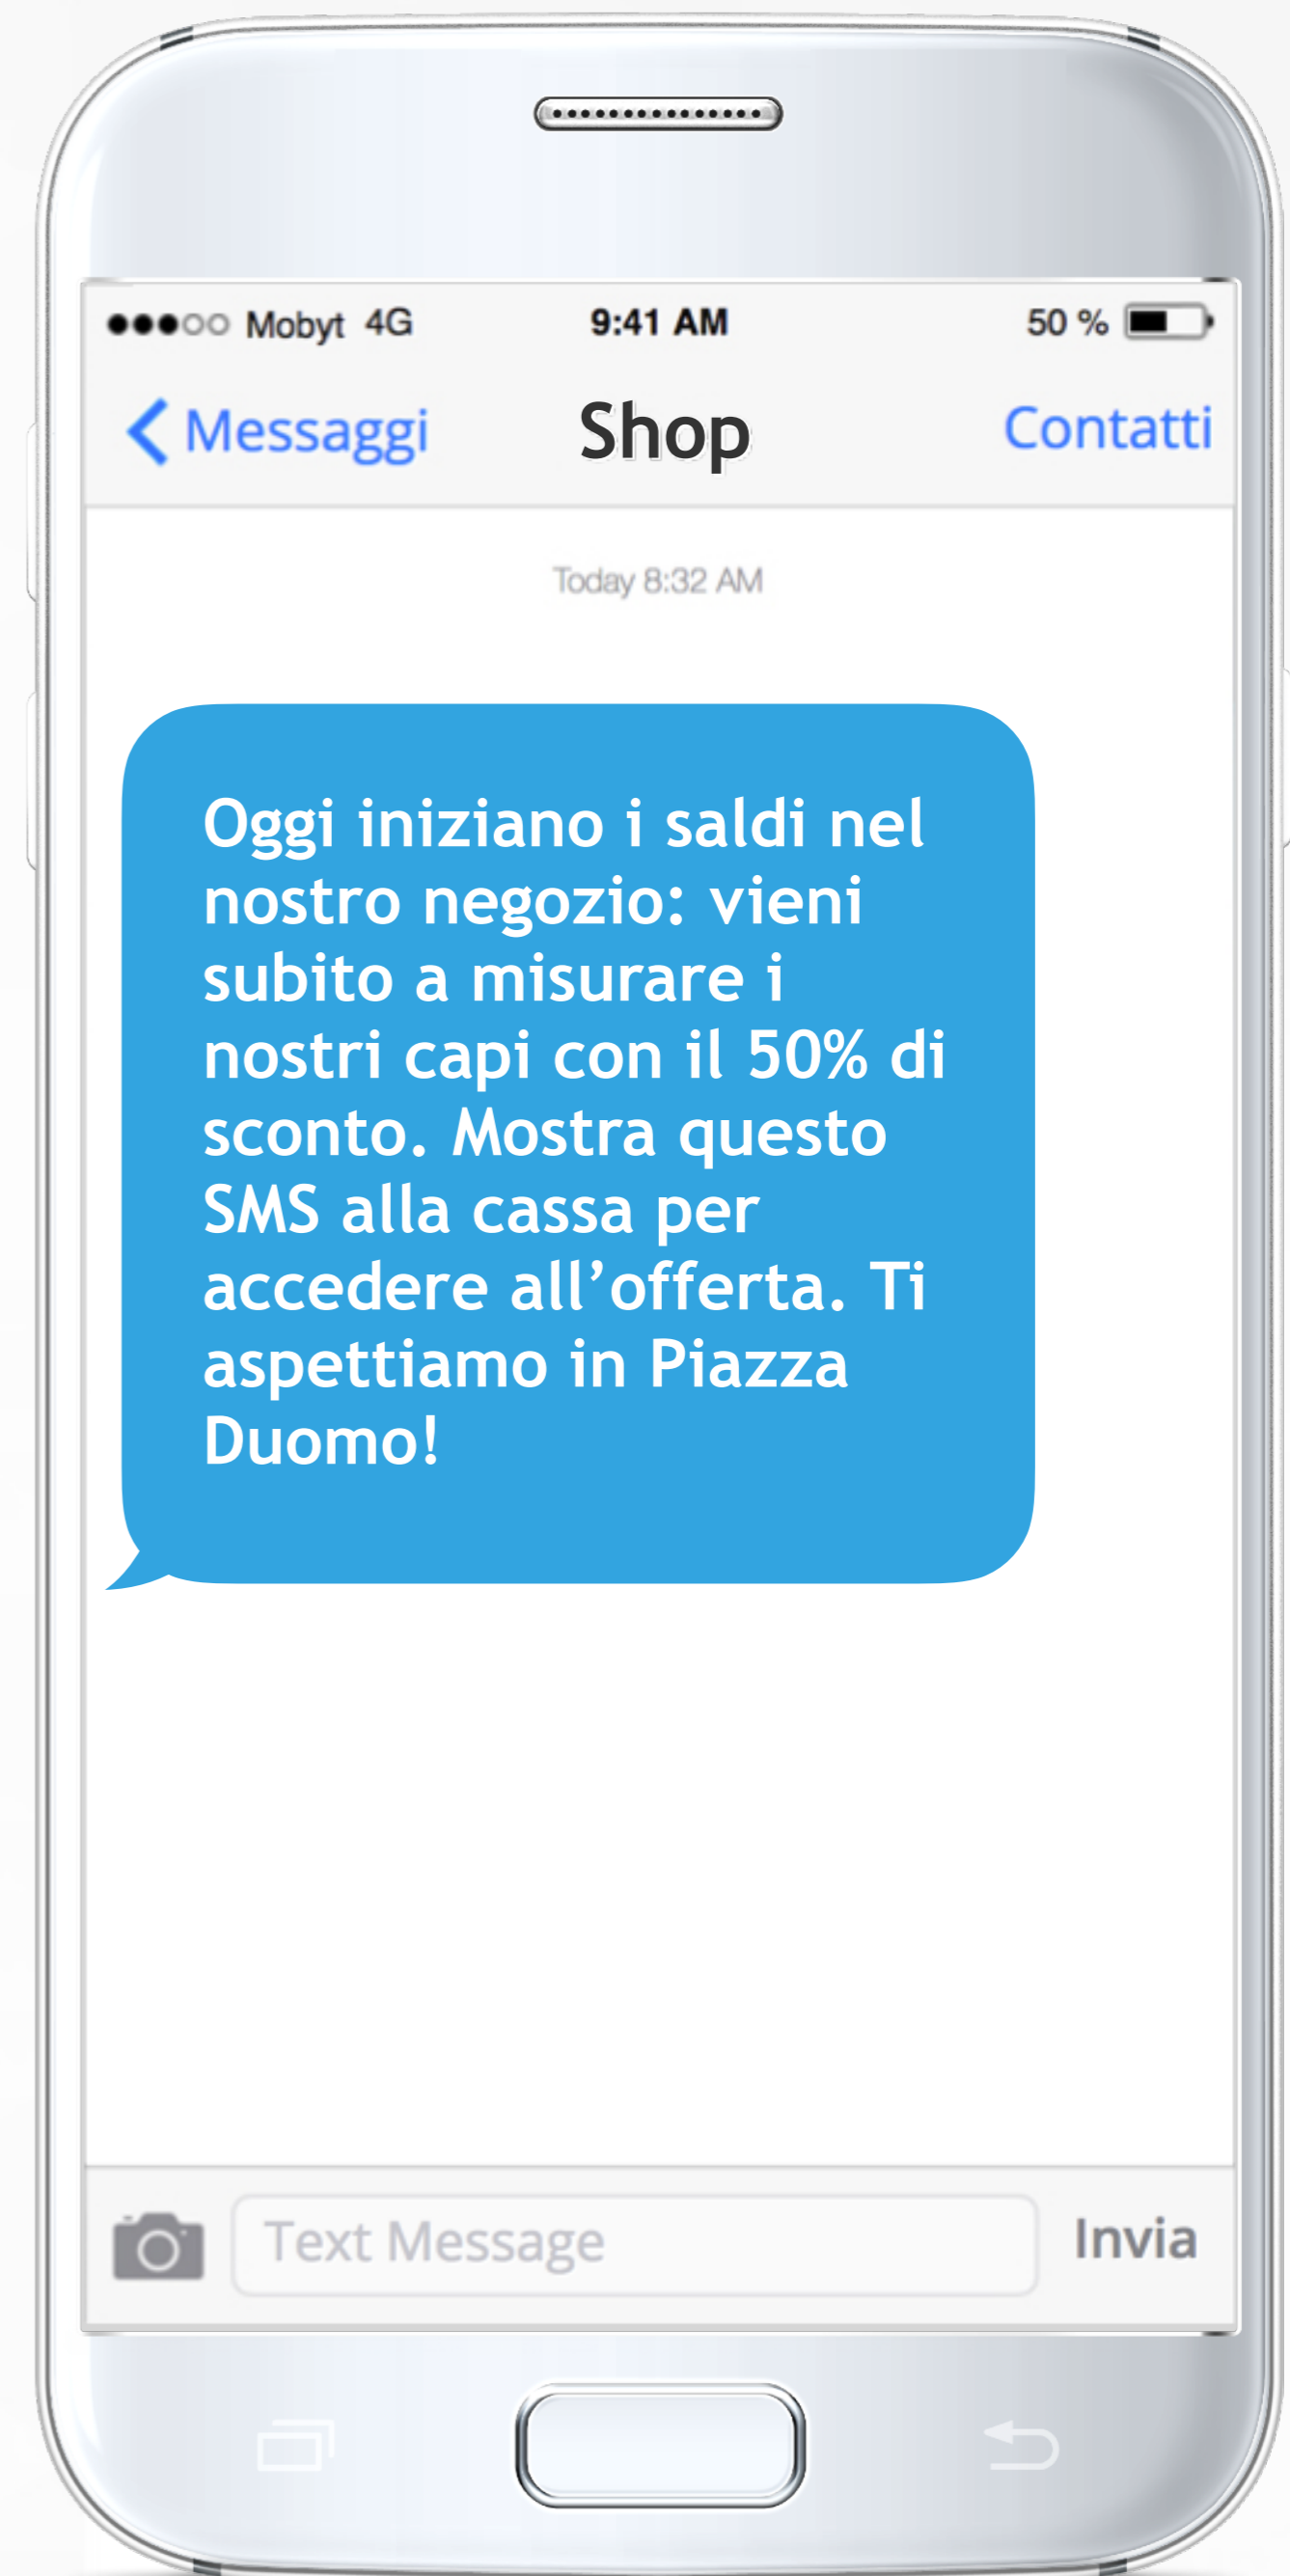 Mobyt 4G 9:41 AM 50 %
Messaggi Shop Contatti
Today 8:32 AM
Oggi iniziano i saldi nel
nostro negozio: vieni
subito a misurare i
nostri capi con il 50% di
sconto. Mostra questo
SMS alla cassa per
accedere all’offerta. Ti
aspettiamo in Piazza
Duomo!
Text Message Invia